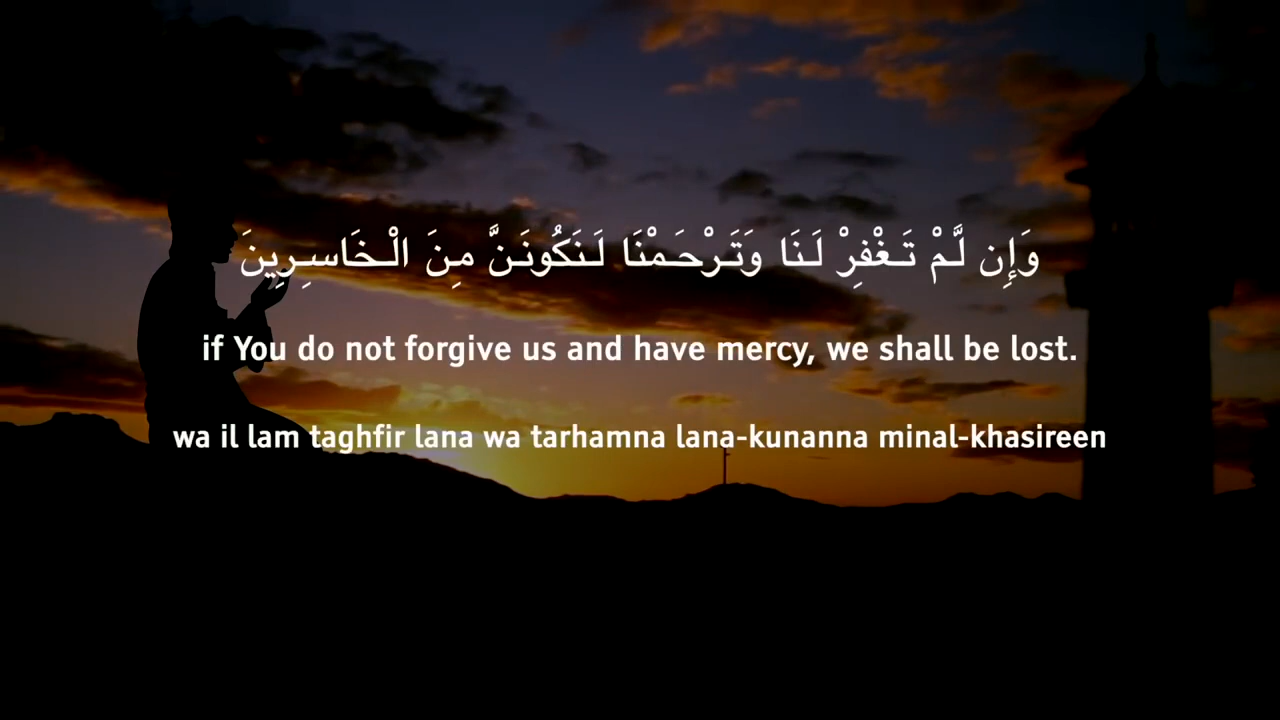 وَإِن لَّمْ تَغْفِرْ لَنَا وَتَرْحَمْنَا لَنَكُونَنَّ مِنَ الْخَاسِرِينَ
if You do not forgive us and have mercy, we shall be lost.
wa il lam taghfir lana wa tarhamna lana-kunanna minal-khasireen